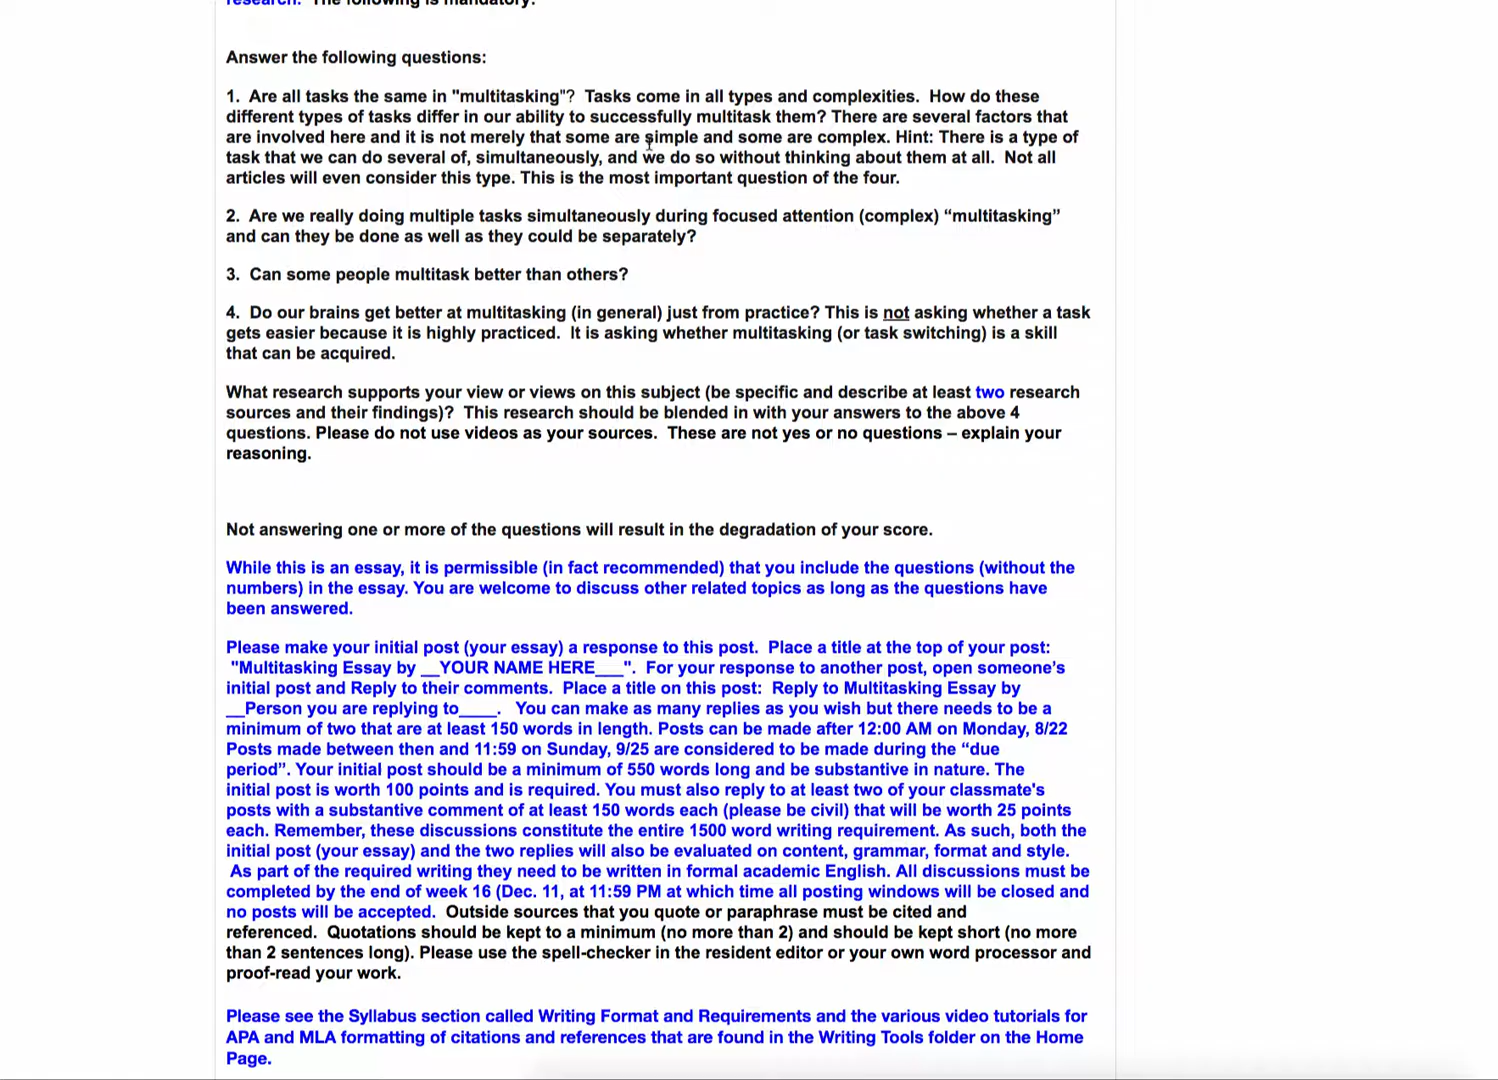 research.  The following is mandatory.
Answer the following questions:
1.  Are all tasks the same in "multitasking"?  Tasks come in all types and complexities.  How do these
different types of tasks differ in our ability to successfully multitask them? There are several factors that
are involved here and it is not merely that some are simple and some are complex. Hint: There is a type of
task that we can do several of, simultaneously, and we do so without thinking about them at all.  Not all
articles will even consider this type. This is the most important question of the four.
2.  Are we really doing multiple tasks simultaneously during focused attention (complex) “multitasking”
and can they be done as well as they could be separately?
3.  Can some people multitask better than others?
4.  Do our brains get better at multitasking (in general) just from practice? This is not asking whether a task
gets easier because it is highly practiced.  It is asking whether multitasking (or task switching) is a skill
that can be acquired.
What research supports your view or views on this subject (be specific and describe at least two research
sources and their findings)?  This research should be blended in with your answers to the above 4
questions. Please do not use videos as your sources.  These are not yes or no questions – explain your
reasoning.
Not answering one or more of the questions will result in the degradation of your score.
While this is an essay, it is permissible (in fact recommended) that you include the questions (without the
numbers) in the essay. You are welcome to discuss other related topics as long as the questions have
been answered.
Please make your initial post (your essay) a response to this post.  Place a title at the top of your post:
"Multitasking Essay by __YOUR NAME HERE___".  For your response to another post, open someone’s
initial post and Reply to their comments.  Place a title on this post:  Reply to Multitasking Essay by
__Person you are replying to____.   You can make as many replies as you wish but there needs to be a
minimum of two that are at least 150 words in length. Posts can be made after 12:00 AM on Monday, 8/22
Posts made between then and 11:59 on Sunday, 9/25 are considered to be made during the “due
period”. Your initial post should be a minimum of 550 words long and be substantive in nature. The
initial post is worth 100 points and is required. You must also reply to at least two of your classmate's
posts with a substantive comment of at least 150 words each (please be civil) that will be worth 25 points
each. Remember, these discussions constitute the entire 1500 word writing requirement. As such, both the
initial post (your essay) and the two replies will also be evaluated on content, grammar, format and style.
As part of the required writing they need to be written in formal academic English. All discussions must be
completed by the end of week 16 (Dec. 11, at 11:59 PM at which time all posting windows will be closed and
no posts will be accepted.  Outside sources that you quote or paraphrase must be cited and
referenced.  Quotations should be kept to a minimum (no more than 2) and should be kept short (no more
than 2 sentences long). Please use the spell-checker in the resident editor or your own word processor and
proof-read your work.
Please see the Syllabus section called Writing Format and Requirements and the various video tutorials for
APA and MLA formatting of citations and references that are found in the Writing Tools folder on the Home
Page.